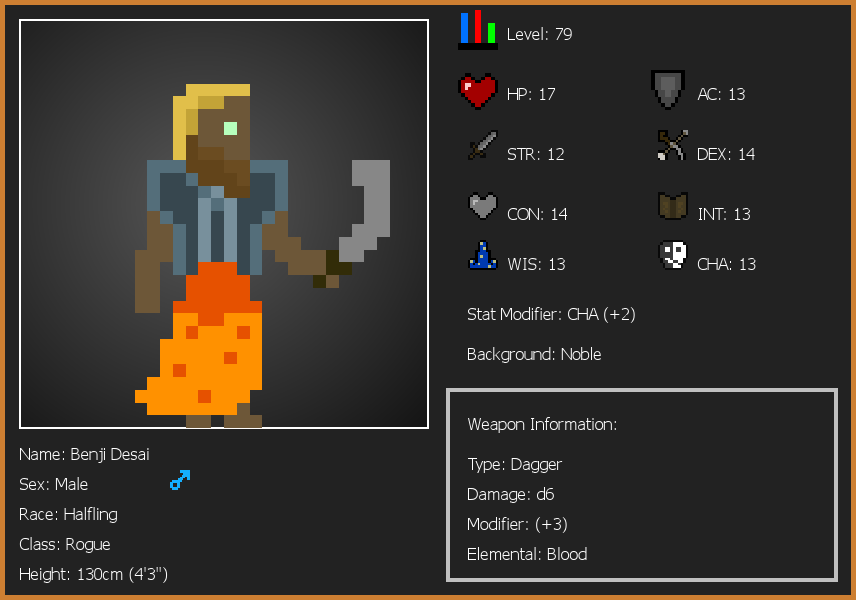 Level: 79
HP: 17
AC: 13
STR: 12
DEX: 14
CON: 14
INT: 13
WIS: 13
CHA: 13
Stat Modifier: CHA (+2)
Background: Noble
Weapon Information:
Type: Dagger
Damage: d6
Modifier: (+3)
Elemental: Blood
Name: Benji Desai
Sex: Male
Race: Halfling
Class: Rogue
Height: 130cm (4'3")